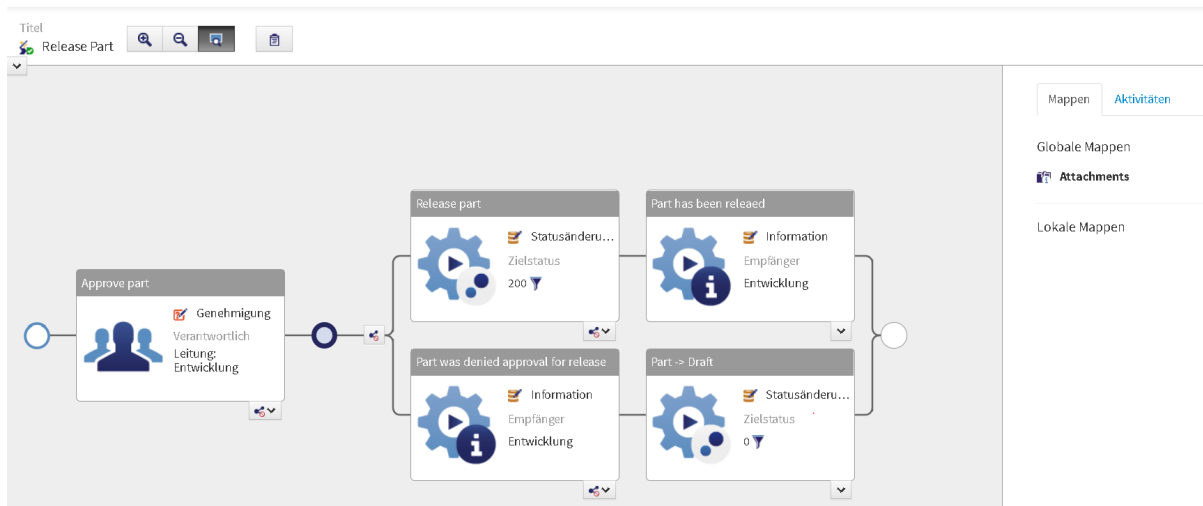 Titel
Release Part
Mappen
Aktivitäten
Globale Mappen
Attachments
Lokale Mappen
Approve part
Genehmigung
Verantwortlich
Leitung:
Entwicklung
Release part
Statusänderu...
Zielstatus
200
Part has been releaed
Information
Empfänger
Entwicklung
Part was denied approval for release
Information
Empfänger
Entwicklung
Part -> Draft
Statusänderu...
Zielstatus
0